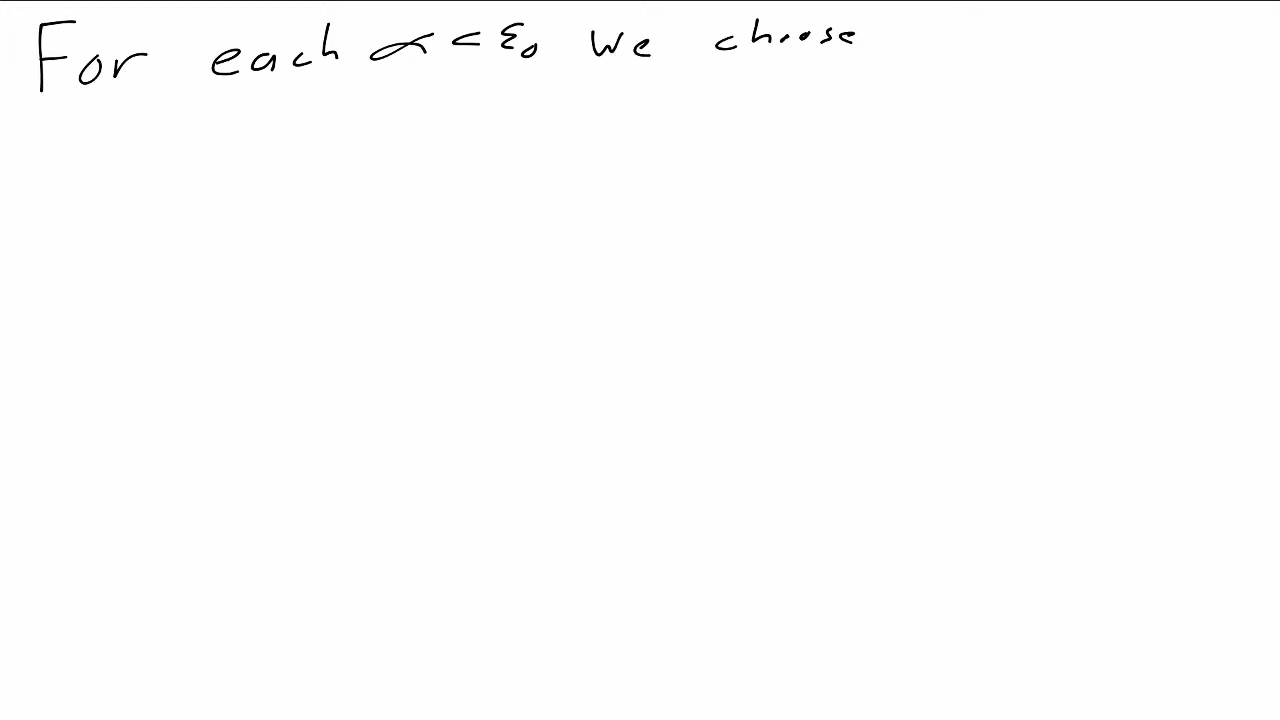 For each α < ε₀ we choose